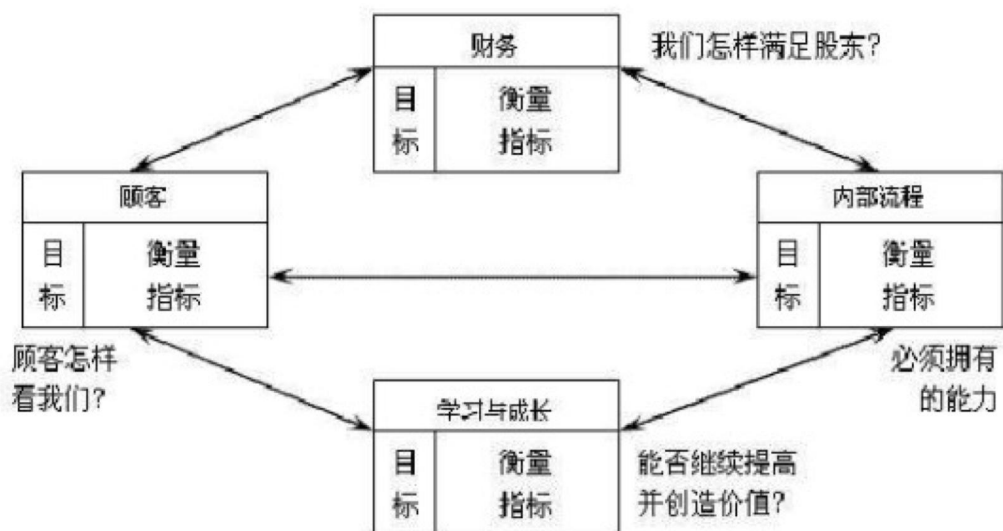 财务
我们怎样满足股东?
目
标
衡量
指标
顾客
目
标
衡量
指标
内部流程
目
标
衡量
指标
顾客怎样
看我们?
必须拥有
的能力
学习与成长
目
标
衡量
指标
能否继续提高
并创造价值?